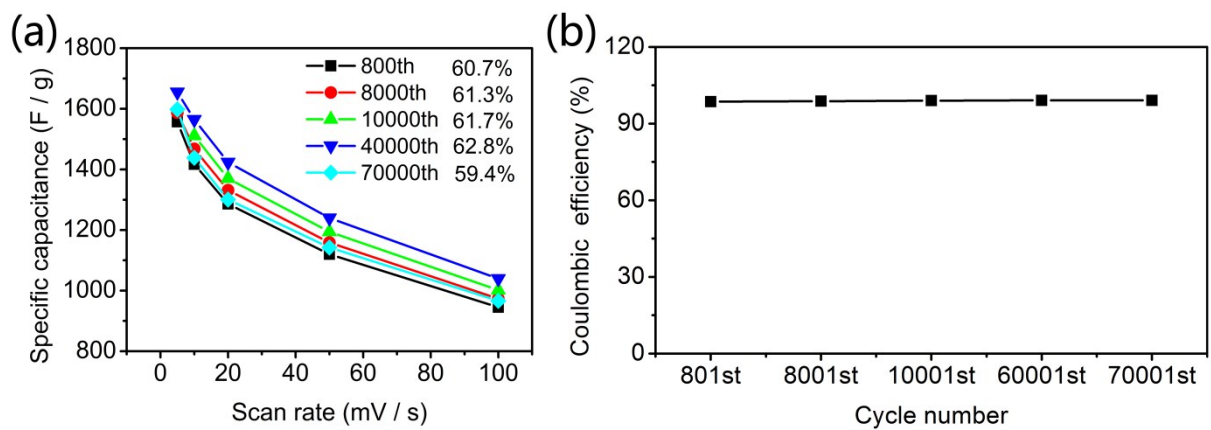 (a)
1800
1600
1400
1200
1000
800
Specific capacitance (F / g)
800th 60.7%
8000th 61.3%
10000th 61.7%
40000th 62.8%
70000th 59.4%
0 20 40 60 80 100
Scan rate (mV / s)
(b)
120
90
60
30
0
Coulombic efficiency (%)
801st 8001st 10001st 60001st 70001st
Cycle number